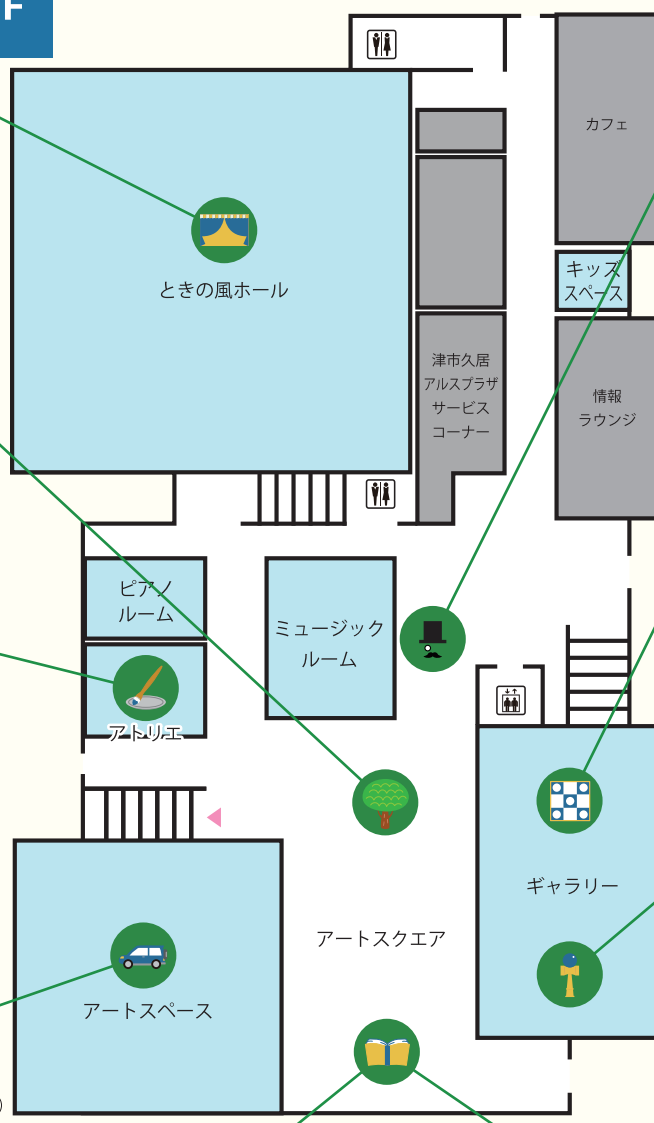 F
カフェ
キッズ
スペース
ときの風ホール
津市久居
アルスプラザ
サービス
コーナー
情報
ラウンジ
ピアノ
ルーム
ミュージック
ルーム
アトリエ
ギャラリー
アートスクエア
アートスペース
)